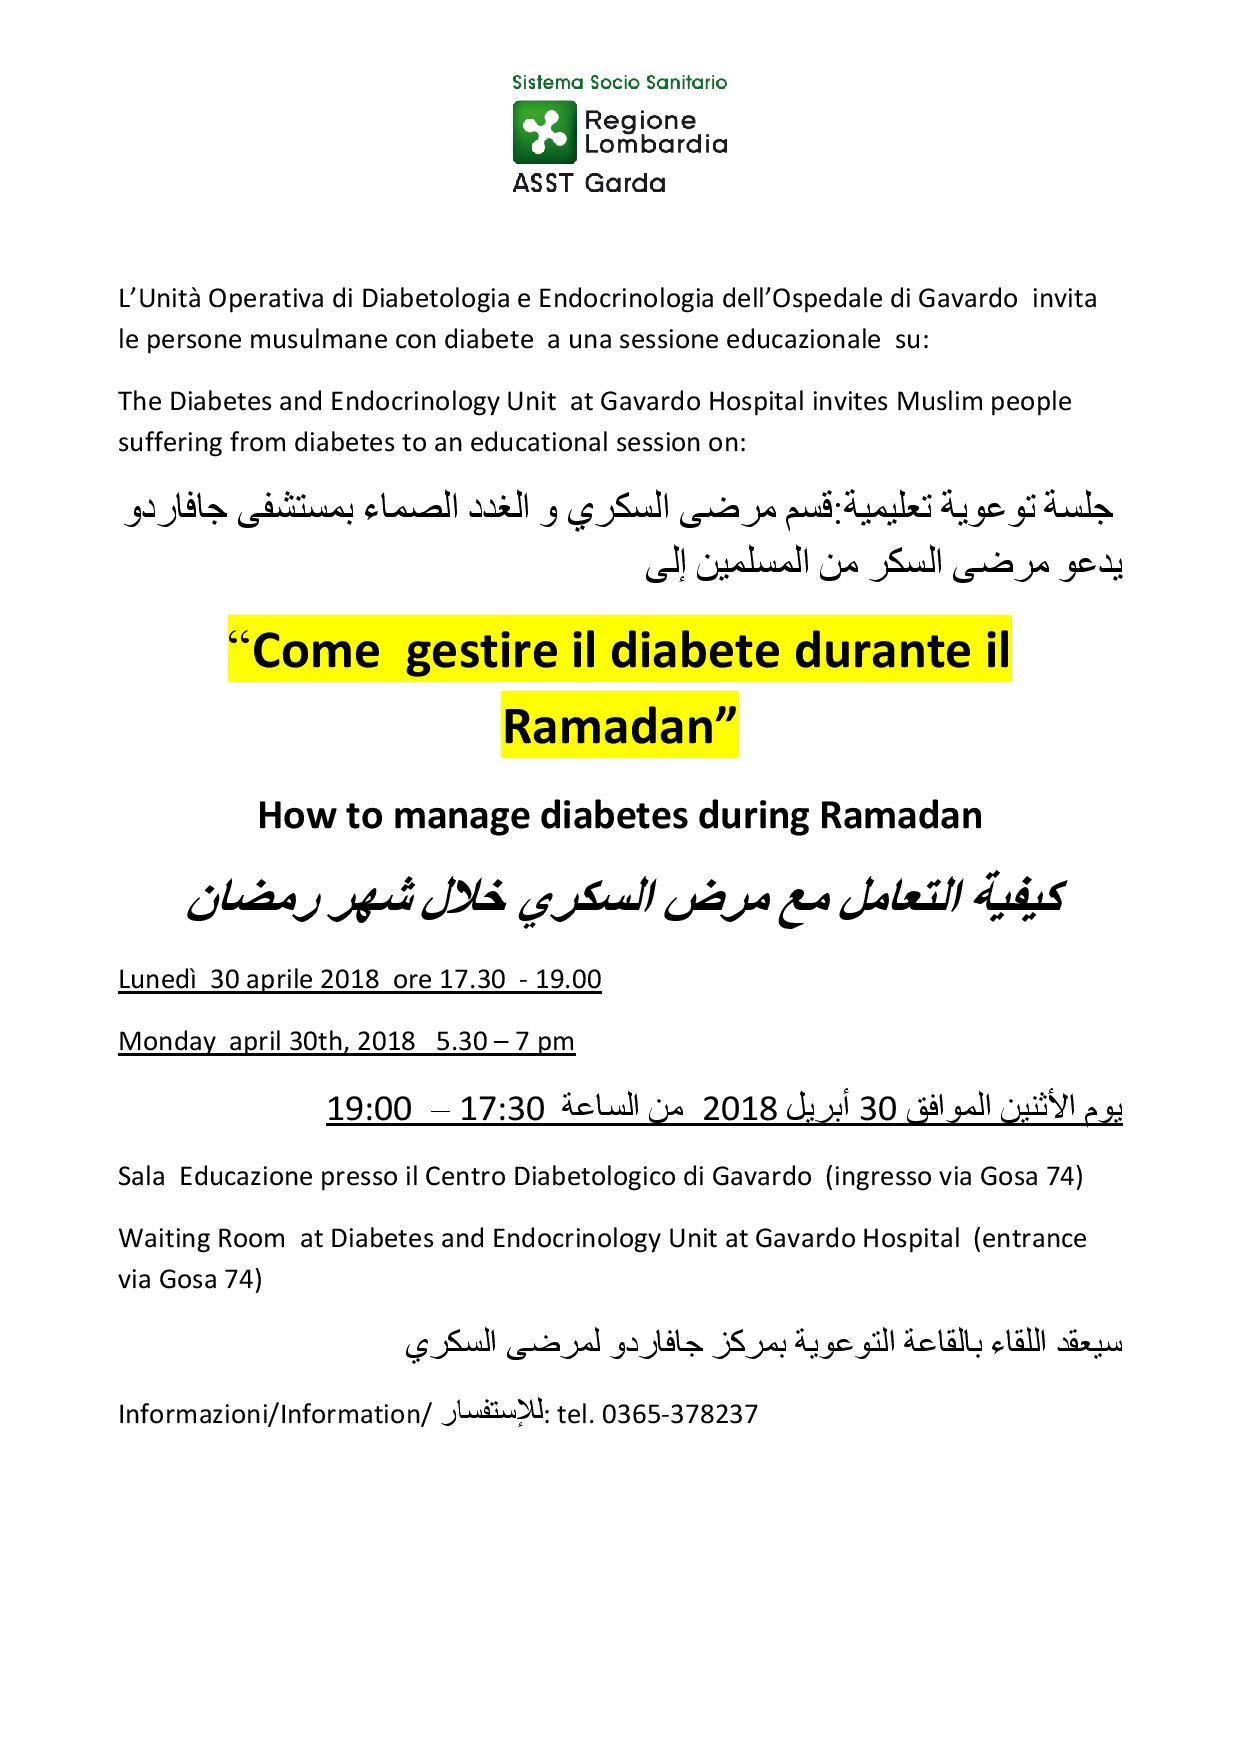 Sistema Socio Sanitario
Regione
Lombardia
ASST Garda
L’Unità Operativa di Diabetologia e Endocrinologia dell’Ospedale di Gavardo invita
le persone musulmane con diabete a una sessione educazionale su:
The Diabetes and Endocrinology Unit at Gavardo Hospital invites Muslim people
suffering from diabetes to an educational session on:
جلسة توعوية تعليمية:قسم مرضى السكري و الغدد الصماء بمستشفى جافاردو
يدعو مرضى السكر من المسلمين إلى
“Come gestire il diabete durante il
Ramadan”
How to manage diabetes during Ramadan
كيفية التعامل مع مرض السكري خلال شهر رمضان
Lunedì 30 aprile 2018 ore 17.30 - 19.00
Monday april 30th, 2018 5.30 – 7 pm
يوم الأثنين الموافق 30 أبريل 2018 من الساعة 17:30 – 19:00
Sala Educazione presso il Centro Diabetologico di Gavardo (ingresso via Gosa 74)
Waiting Room at Diabetes and Endocrinology Unit at Gavardo Hospital (entrance
via Gosa 74)
سيعقد اللقاء بالقاعة التوعوية بمركز جافاردو لمرضى السكري
Informazioni/Information/ للإستفسار: tel. 0365-378237